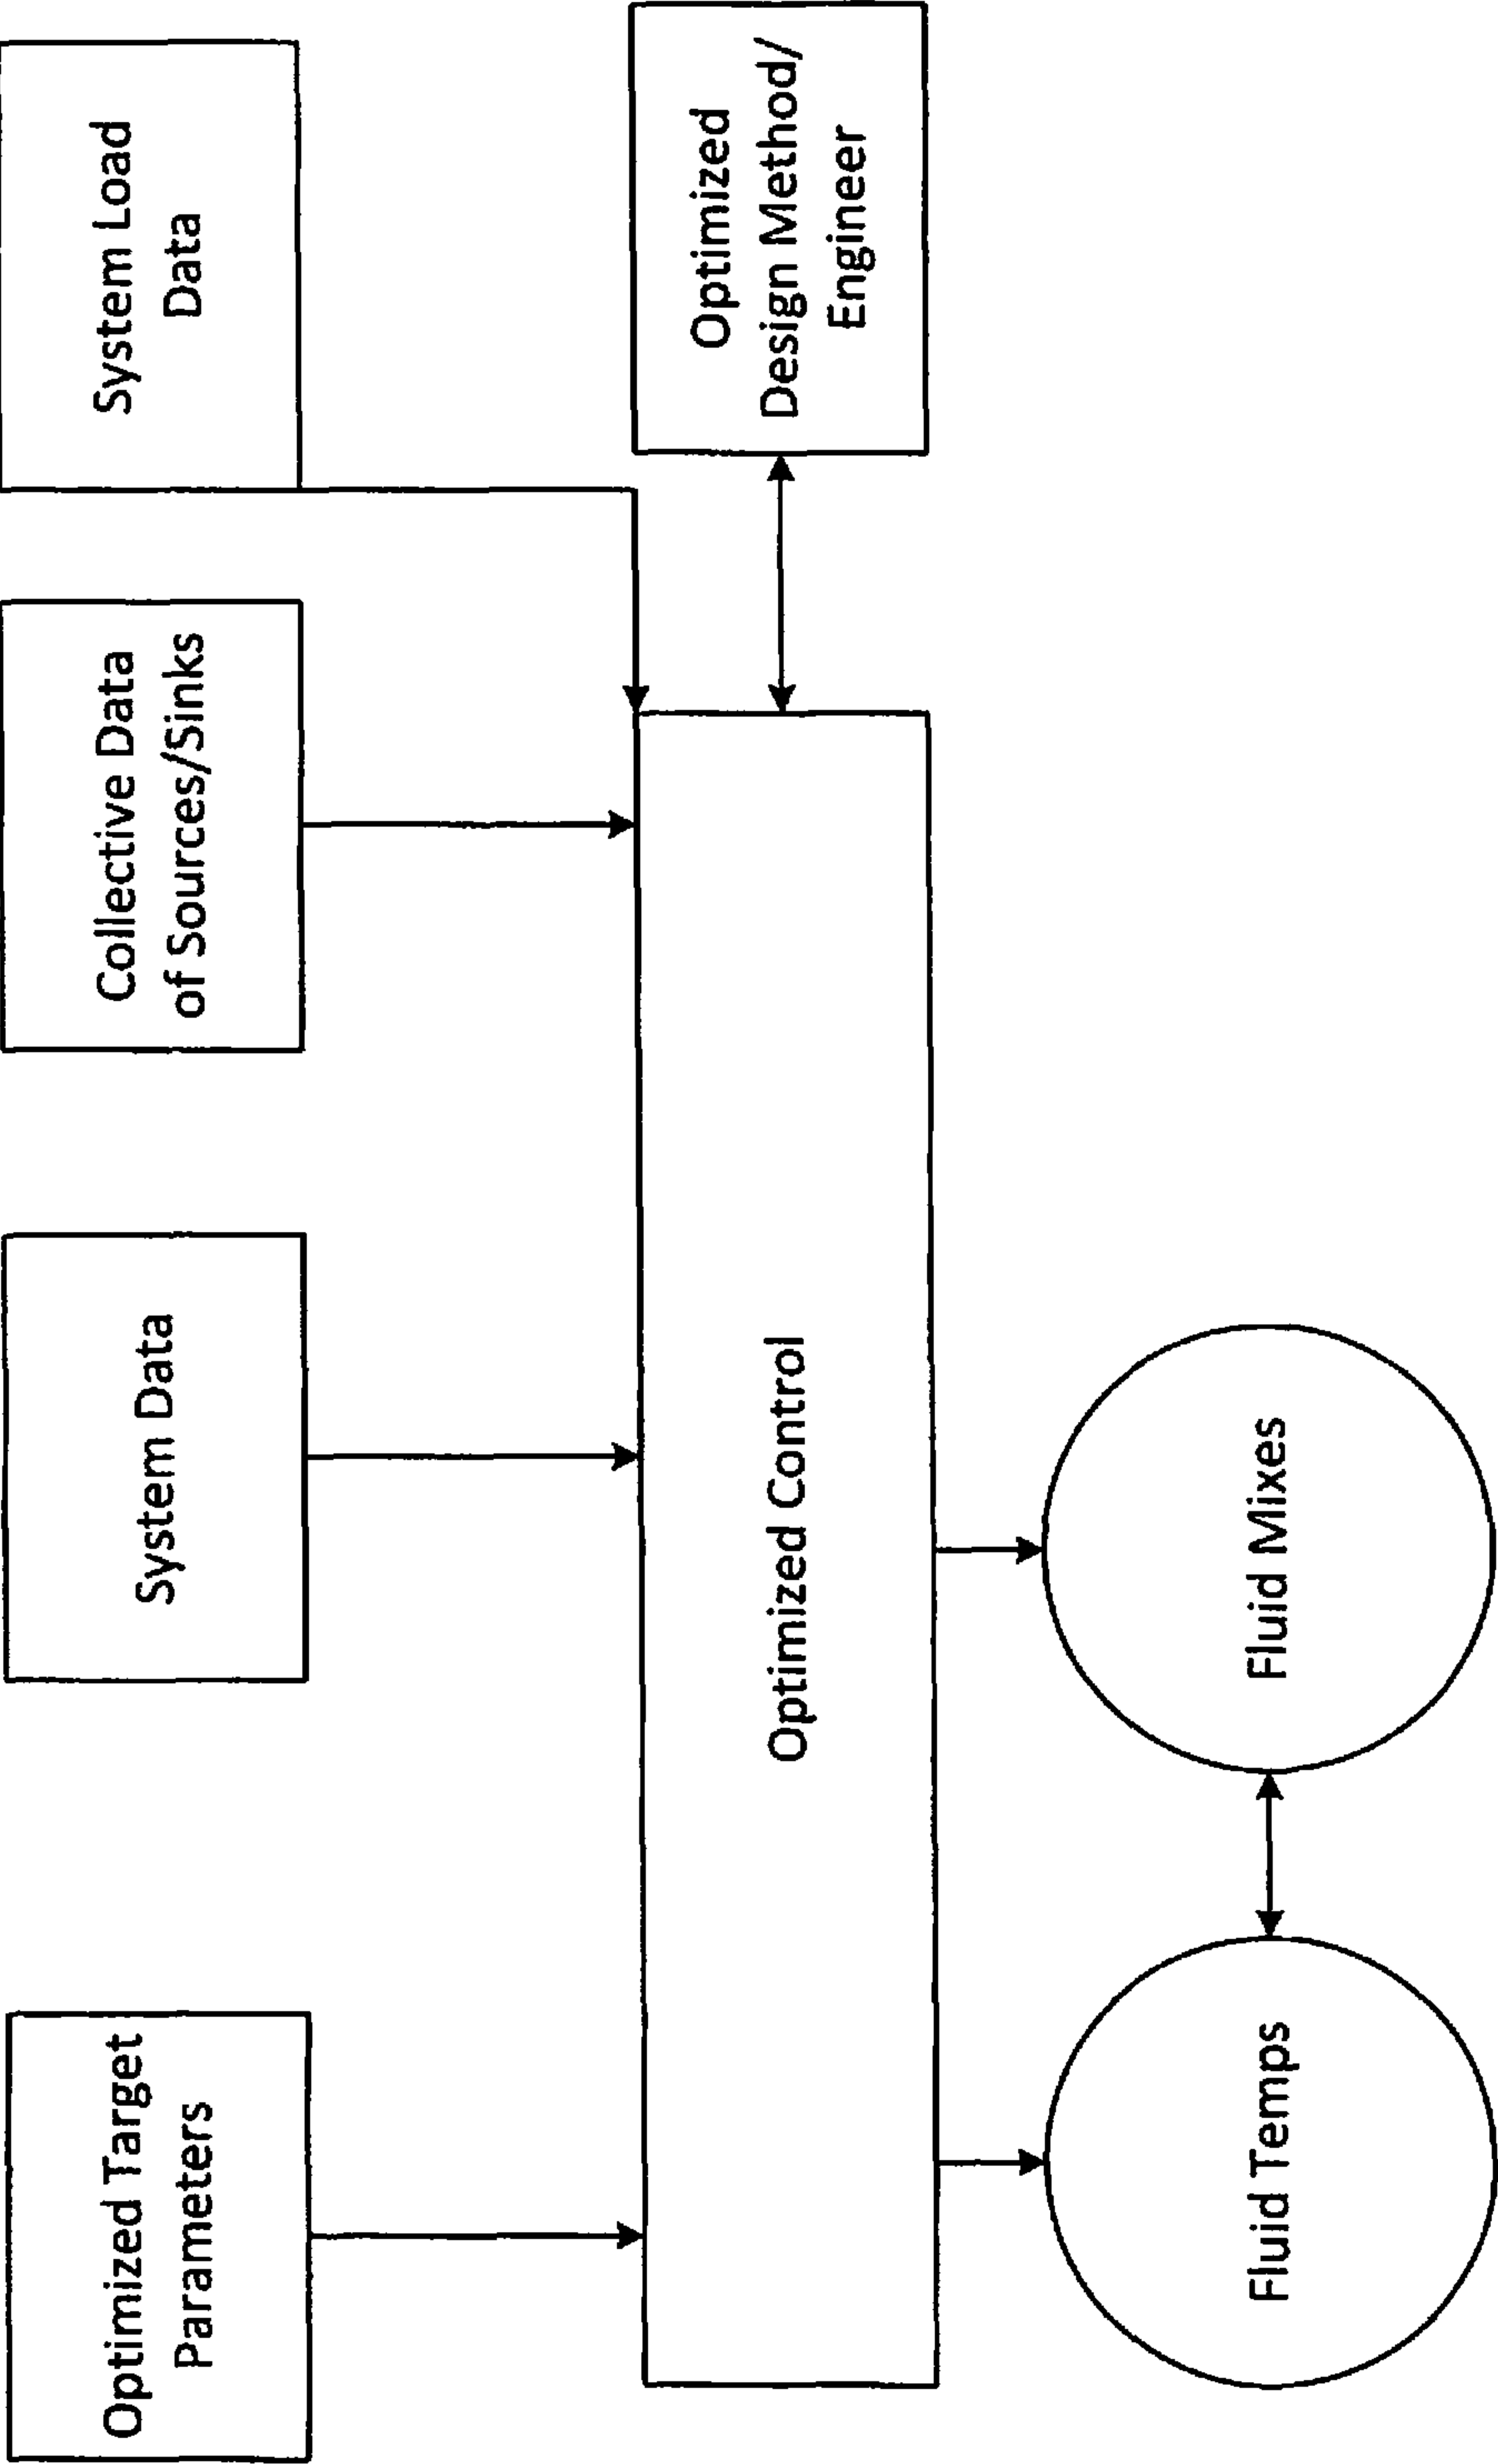 Optimized Target
Parameters
System Data
Collective Data
of Sources/Sinks
System Load
Data
Optimized Control
Optimized
Design Method/
Engineer
Fluid Temps
Fluid Mixes